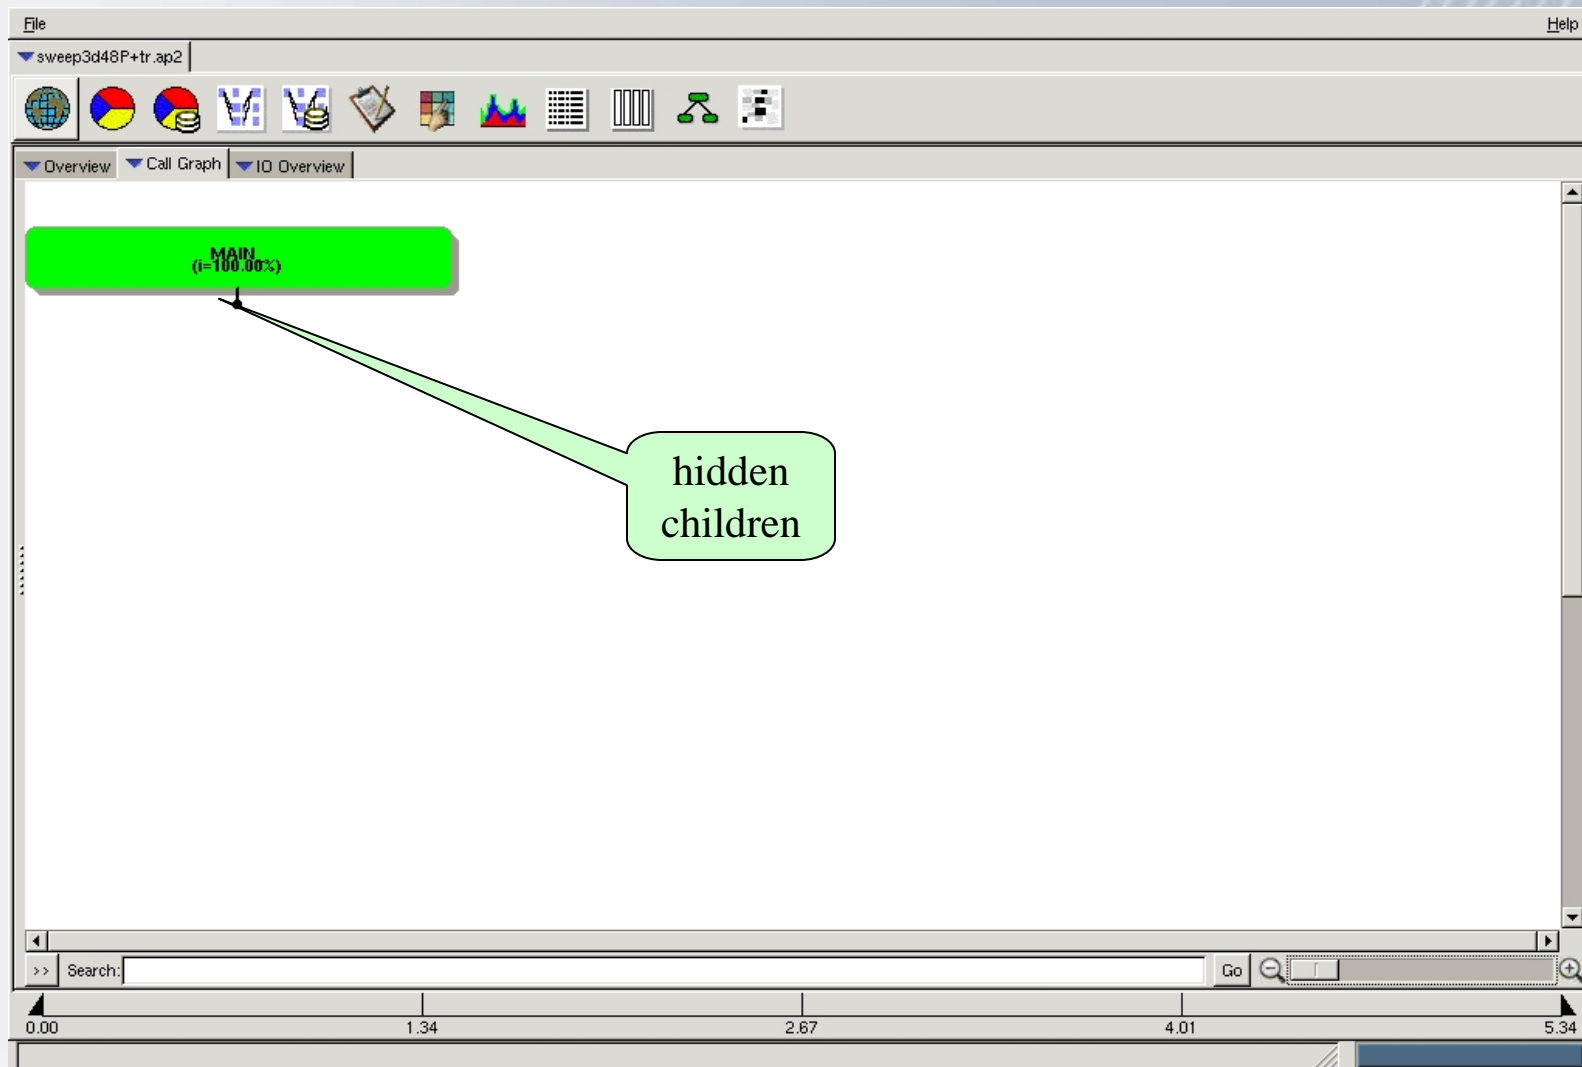 File Help
sweep3d48P+tr.ap2
Overview Call Graph IO Overview
MAIN
(i=100.00%)
hidden
children
>> Search: Go
0.00 1.34 2.67 4.01 5.34